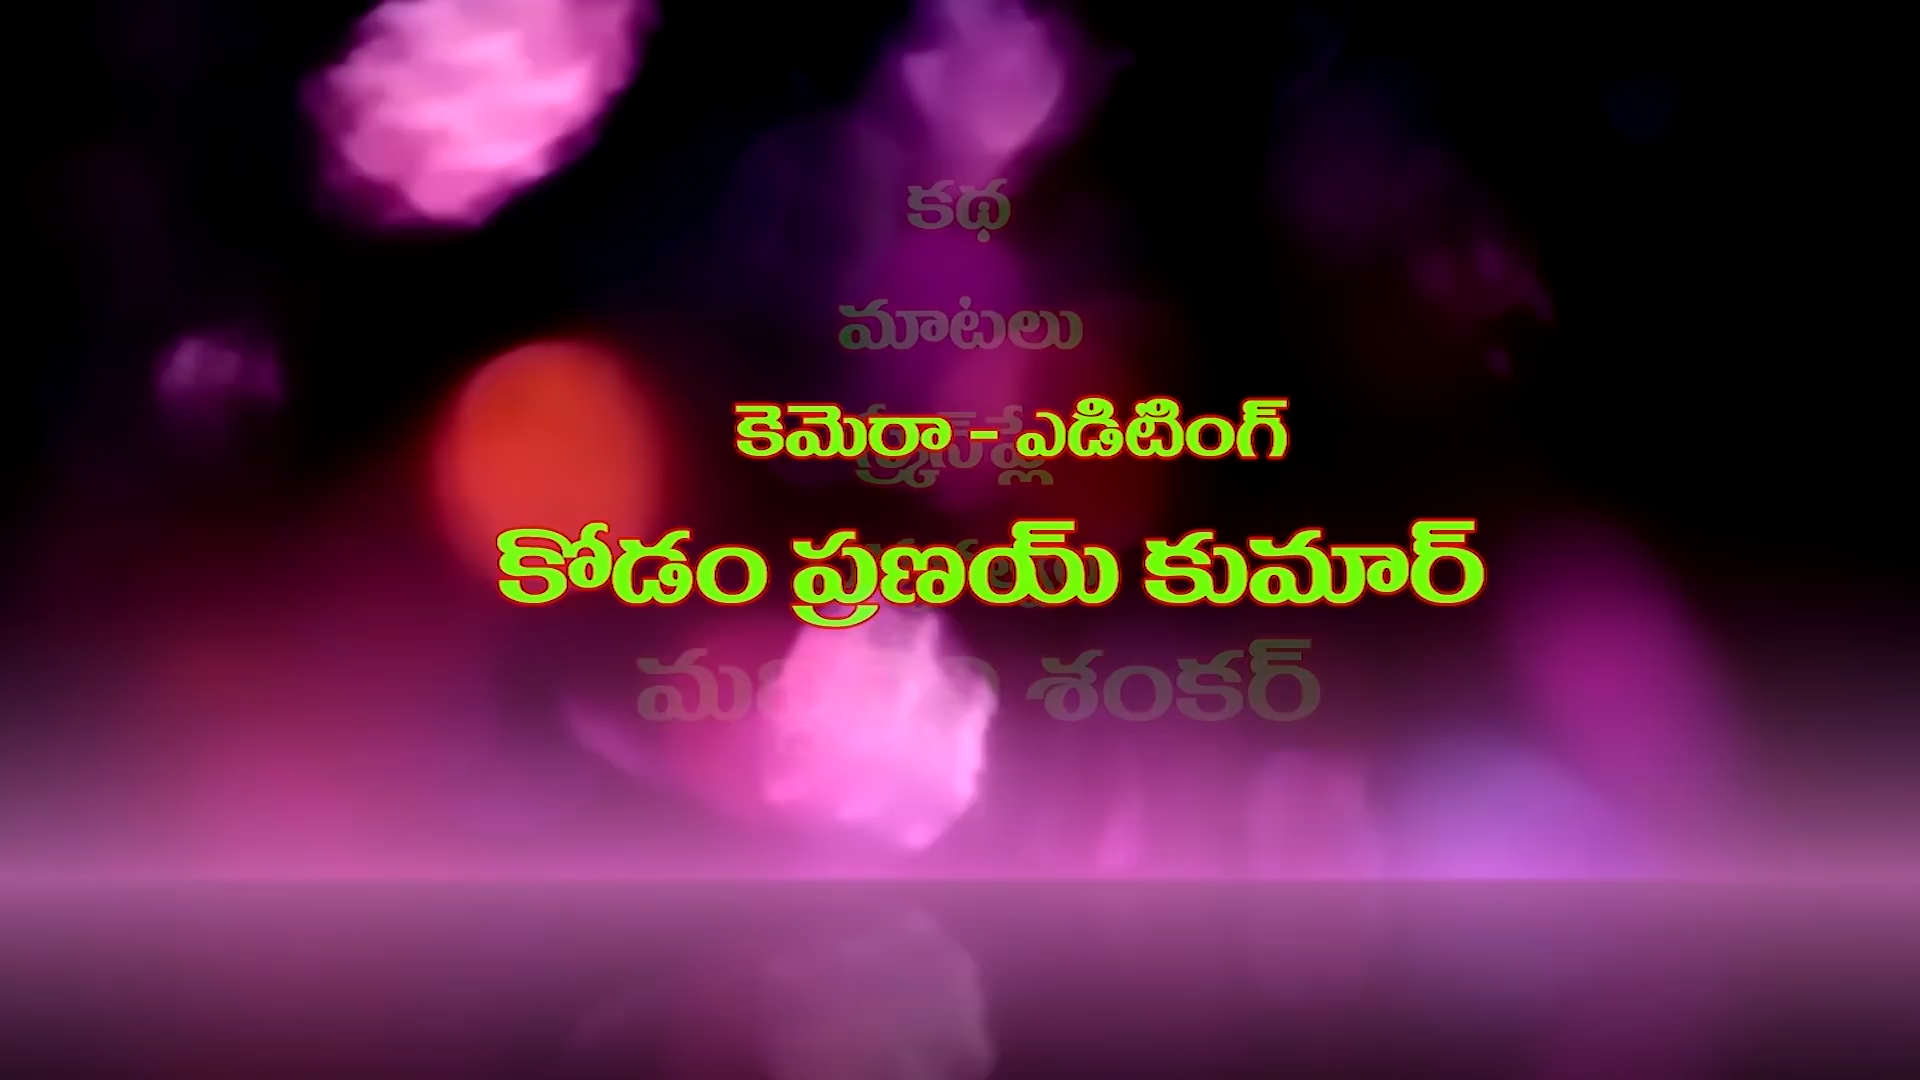 కథ
మాటలు
స్క్రీన్‌ప్లే
కెమెరా - ఎడిటింగ్
కోడం ప్రణయ్ కుమార్
శంకర్